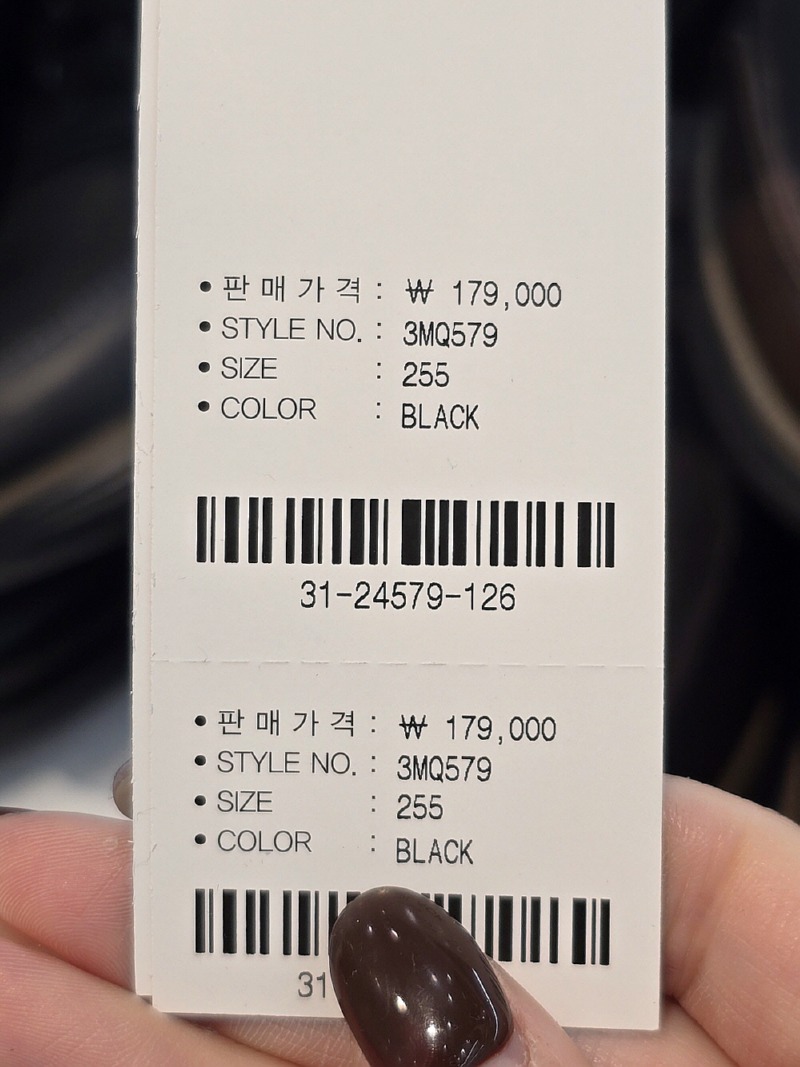 • 판매가격 : ₩ 179,000
• STYLE NO. : 3MQ579
• SIZE : 255
• COLOR : BLACK
31-24579-126
• 판매가격 : ₩ 179,000
• STYLE NO. : 3MQ579
• SIZE : 255
• COLOR : BLACK
31